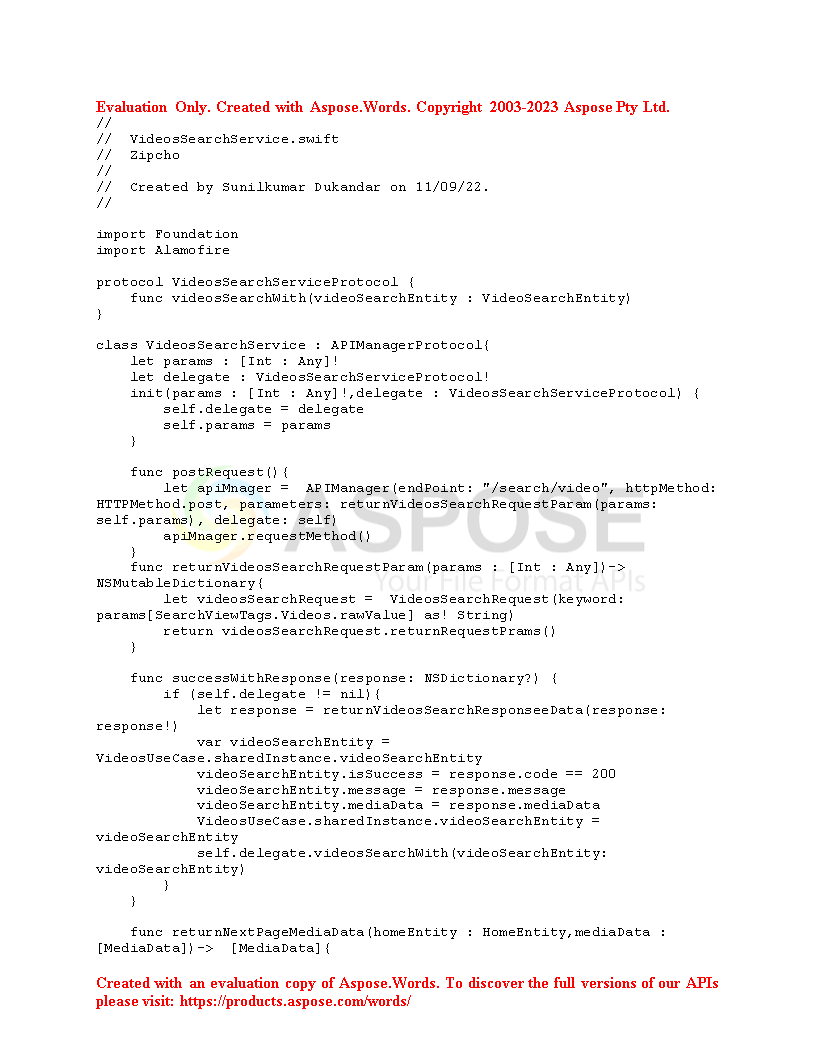 Evaluation Only. Created with Aspose.Words. Copyright 2003-2023 Aspose Pty Ltd.
//
//  VideosSearchService.swift
//  Zipcho
//
//  Created by Sunilkumar Dukandar on 11/09/22.
//

import Foundation
import Alamofire

protocol VideosSearchServiceProtocol {
    func videosSearchWith(videoSearchEntity : VideoSearchEntity)
}

class VideosSearchService : APIManagerProtocol{
    let params : [Int : Any]!
    let delegate : VideosSearchServiceProtocol!
    init(params : [Int : Any]!,delegate : VideosSearchServiceProtocol) {
        self.delegate = delegate
        self.params = params
    }

    func postRequest(){
        let apiMnager =  APIManager(endPoint: "/search/video", httpMethod:
HTTPMethod.post, parameters: returnVideosSearchRequestParam(params:
self.params), delegate: self)
        apiMnager.requestMethod()
    }
    func returnVideosSearchRequestParam(params : [Int : Any])->
NSMutableDictionary{
        let videosSearchRequest =  VideosSearchRequest(keyword:
params[SearchViewTags.Videos.rawValue] as! String)
        return videosSearchRequest.returnRequestPrams()
    }

    func successWithResponse(response: NSDictionary?) {
        if (self.delegate != nil){
            let response = returnVideosSearchResponseeData(response:
response!)
            var videoSearchEntity =
VideosUseCase.sharedInstance.videoSearchEntity
            videoSearchEntity.isSuccess = response.code == 200
            videoSearchEntity.message = response.message
            videoSearchEntity.mediaData = response.mediaData
            VideosUseCase.sharedInstance.videoSearchEntity =
videoSearchEntity
            self.delegate.videosSearchWith(videoSearchEntity:
videoSearchEntity)
        }
    }

    func returnNextPageMediaData(homeEntity : HomeEntity,mediaData :
[MediaData])->  [MediaData]{
ASPOSE
Your File Format APIs
Created with an evaluation copy of Aspose.Words. To discover the full versions of our APIs
please visit: https://products.aspose.com/words/